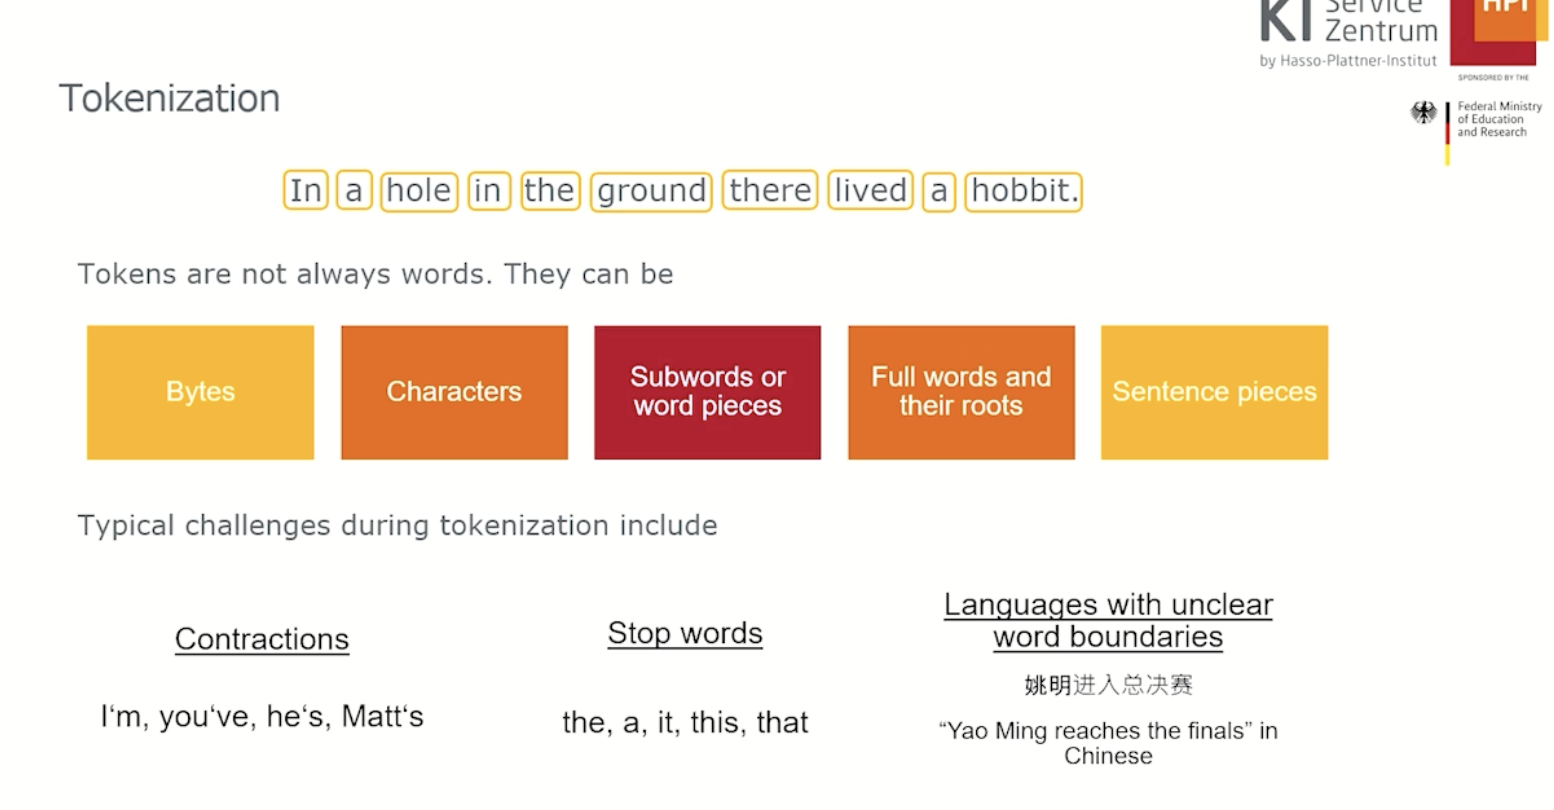 KI Service
Zentrum
by Hasso-Plattner-Institut
HPI
SPONSORED BY THE
Federal Ministry
of Education
and Research
Tokenization
In a hole in the ground there lived a hobbit.
Tokens are not always words. They can be
Bytes
Characters
Subwords or
word pieces
Full words and
their roots
Sentence pieces
Typical challenges during tokenization include
Contractions
I‘m, you‘ve, he‘s, Matt‘s
Stop words
the, a, it, this, that
Languages with unclear
word boundaries
姚明进入总决赛
“Yao Ming reaches the finals” in
Chinese